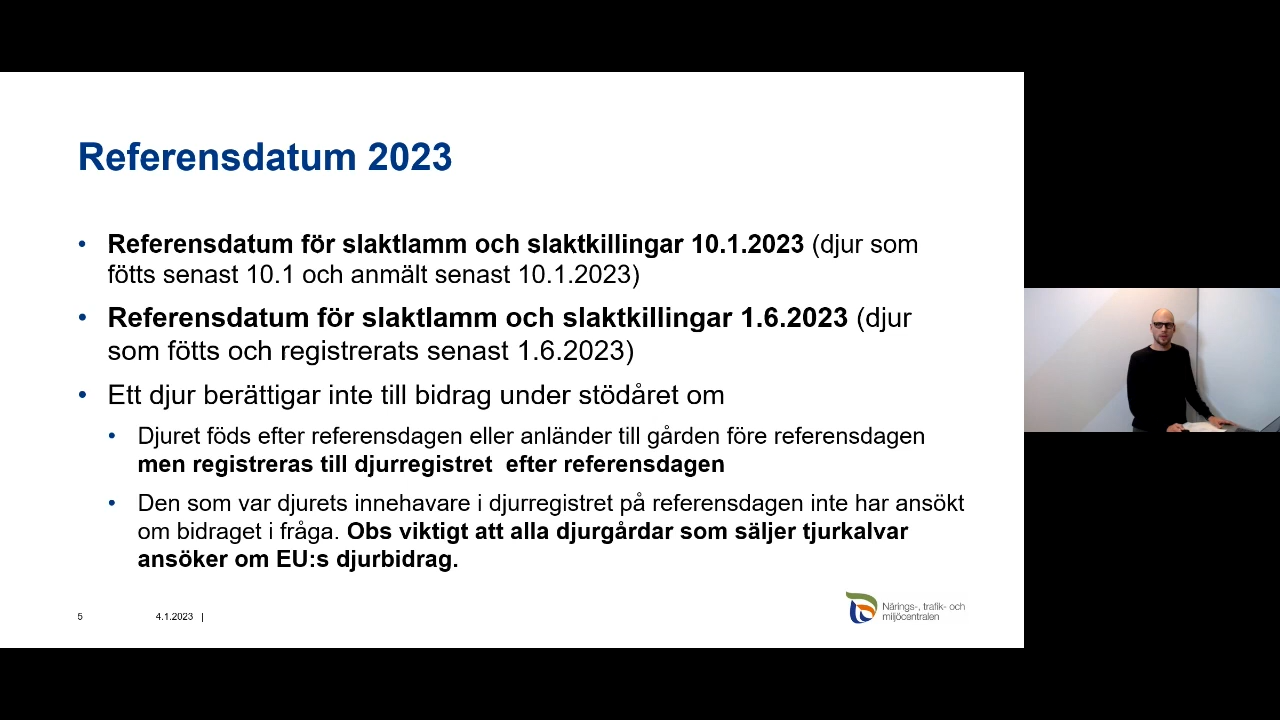 Referensdatum 2023
• Referensdatum för slaktlamm och slaktkillingar 10.1.2023 (djur som
fötts senast 10.1 och anmält senast 10.1.2023)
• Referensdatum för slaktlamm och slaktkillingar 1.6.2023 (djur
som fötts och registrerats senast 1.6.2023)
• Ett djur berättigar inte till bidrag under stödåret om
• Djuret föds efter referensdagen eller anländer till gården före referensdagen
men registreras till djurregistret  efter referensdagen
• Den som var djurets innehavare i djurregistret på referensdagen inte har ansökt
om bidraget i fråga. Obs viktigt att alla djurgårdar som säljer tjurkalvar
ansöker om EU:s djurbidrag.
5 4.1.2023 |
Närings-, trafik- och
miljöcentralen